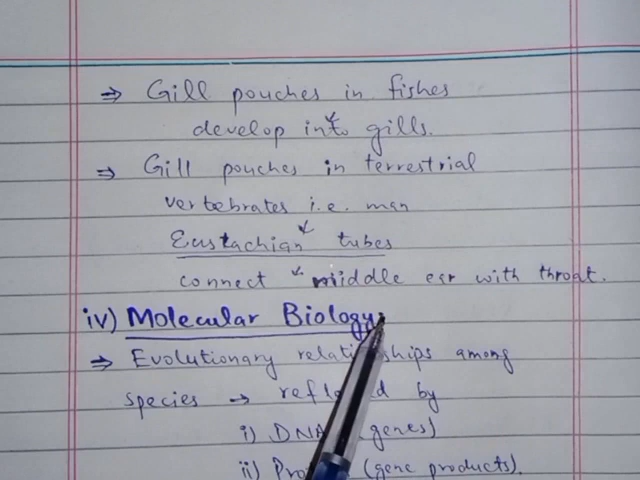 ⇒ Gill pouches in fishes
develop into gills.
⇒ Gill pouches in terrestrial
vertebrates i.e. man
Eustachian tubes
connect middle ear with throat.
iv) Molecular Biology
⇒ Evolutionary among
species → by
i) DNA genes)
ii) (gene products).